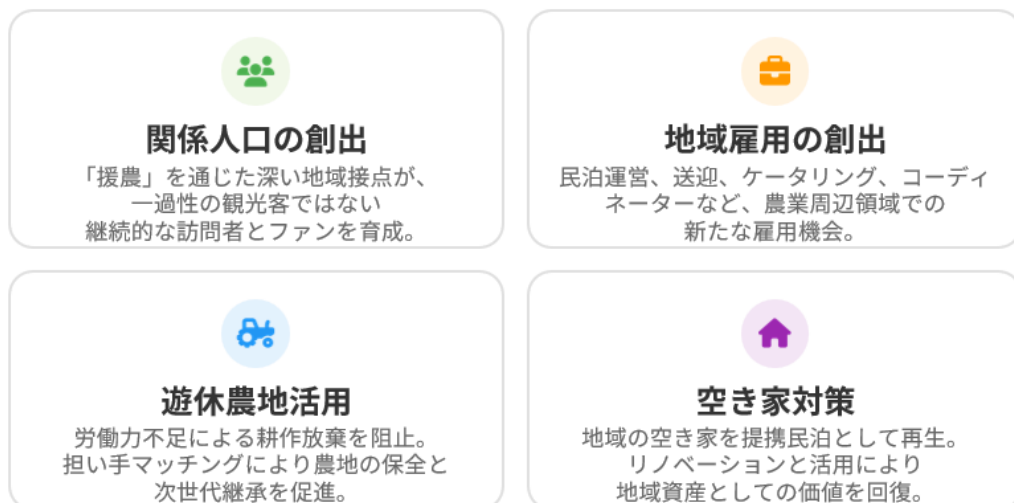 関係人口の創出
「援農」を通じた深い地域接点が、
一過性の観光客ではない
継続的な訪問者とファンを育成。
地域雇用の創出
民泊運営、送迎、ケータリング、コーディ
ネーターなど、農業周辺領域での
新たな雇用機会。
遊休農地活用
労働力不足による耕作放棄を阻止。
担い手マッチングにより農地の保全と
次世代継承を促進。
空き家対策
地域の空き家を提携民泊として再生。
リノベーションと活用により
地域資産としての価値を回復。